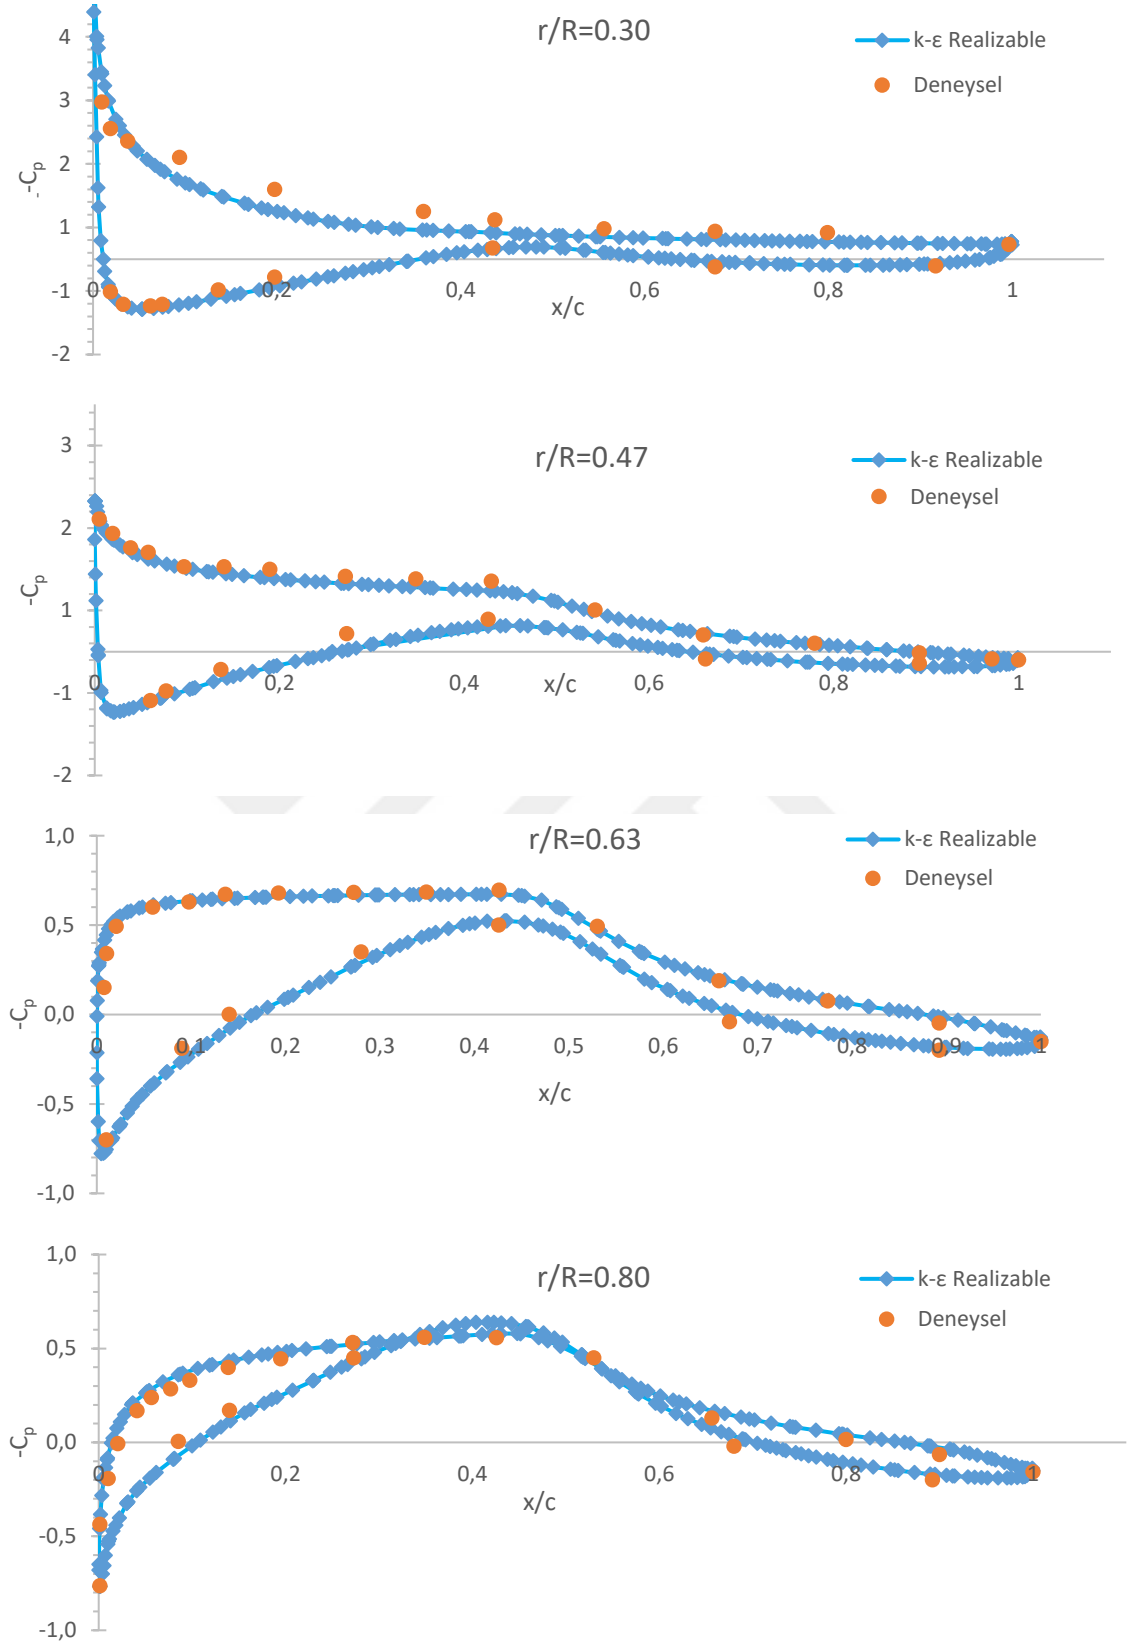 r/R=0.30
k-ε Realizable
Deneysel
4
3
2
1
-1
-2
-Cp
0
0,2
0,4
0,6
0,8
1
x/c
r/R=0.47
k-ε Realizable
Deneysel
3
2
1
-1
-2
-Cp
0
0,2
0,4
0,6
0,8
1
x/c
r/R=0.63
k-ε Realizable
Deneysel
1,0
0,5
0,0
-0,5
-1,0
-Cp
0
0,1
0,2
0,3
0,4
0,5
0,6
0,7
0,8
0,9
1
x/c
r/R=0.80
k-ε Realizable
Deneysel
1,0
0,5
0,0
-0,5
-1,0
-Cp
0
0,2
0,4
0,6
0,8
1
x/c